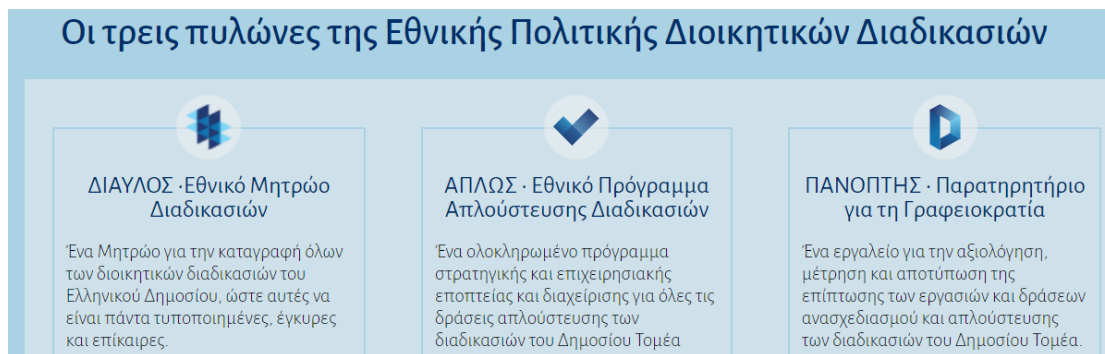 Οι τρεις πυλώνες της Εθνικής Πολιτικής Διοικητικών Διαδικασιών
ΔΙΑΥΛΟΣ · Εθνικό Μητρώο
Διαδικασιών
Ένα Μητρώο για την καταγραφή όλων
των διοικητικών διαδικασιών του
Ελληνικού Δημοσίου, ώστε αυτές να
είναι πάντα τυποποιημένες, έγκυρες
και επίκαιρες.
ΑΠΛΩΣ · Εθνικό Πρόγραμμα
Απλούστευσης Διαδικασιών
Ένα ολοκληρωμένο πρόγραμμα
στρατηγικής και επιχειρησιακής
εποπτείας και διαχείρισης για όλες τις
δράσεις απλούστευσης των
διαδικασιών του Δημοσίου Τομέα
ΠΑΝΟΠΤΗΣ · Παρατηρητήριο
για τη Γραφειοκρατία
Ένα εργαλείο για την αξιολόγηση,
μέτρηση και αποτύπωση της
επίπτωσης των εργασιών και δράσεων
ανασχεδιασμού και απλούστευσης
των διαδικασιών του Δημοσίου Τομέα.